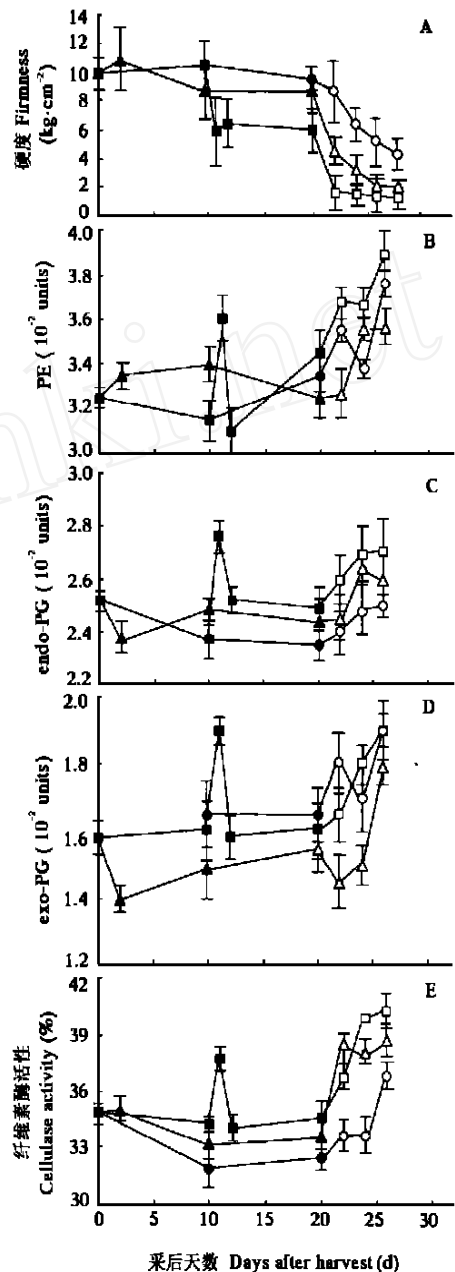 A
硬度 Firmness
(kg·cm⁻²)
14
12
10
8
6
4
2
0
B
PE ( 10⁻² units)
4.0
3.8
3.6
3.4
3.2
3.0
C
endo-PG ( 10⁻² units)
3.0
2.8
2.6
2.4
2.2
D
exo-PG ( 10⁻² units)
2.0
1.8
1.6
1.4
1.2
E
纤维素酶活性
Cellulase activity (%)
42
39
36
33
30
0 5 10 15 20 25 30
采后天数 Days after harvest (d)
nki net